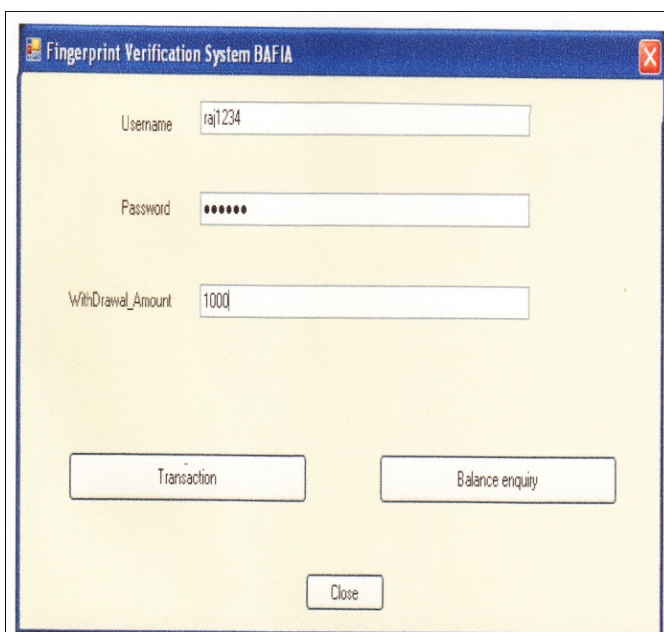 Fingerprint Verification System BAFIA
Username raj1234
Password ●●●●●●
WithDrawal_Amount 1000
Transaction Balance enquiry
Close